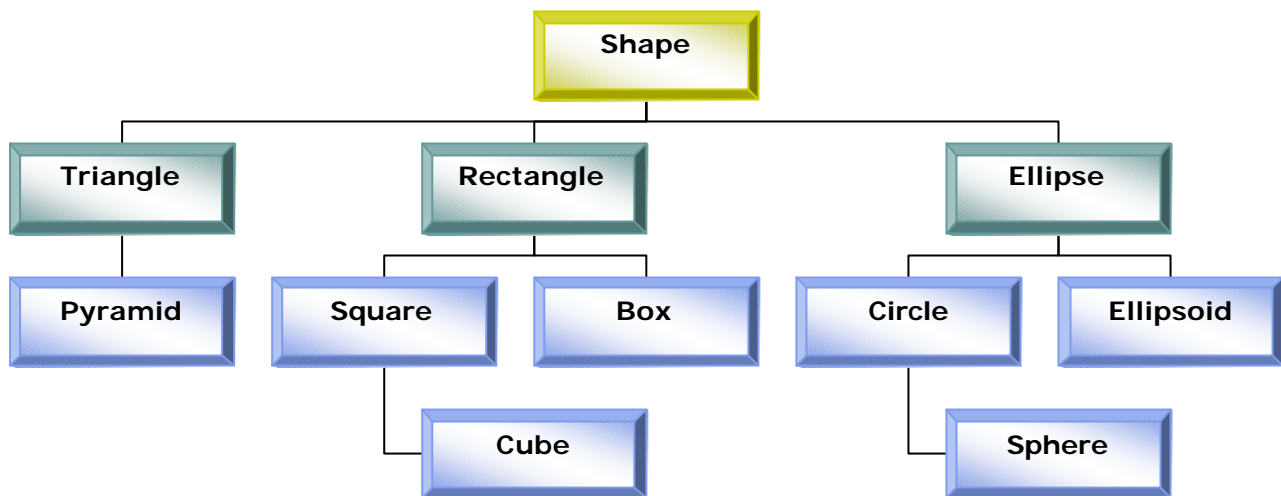 Shape
Triangle
Rectangle
Ellipse
Pyramid
Square
Box
Circle
Ellipsoid
Cube
Sphere